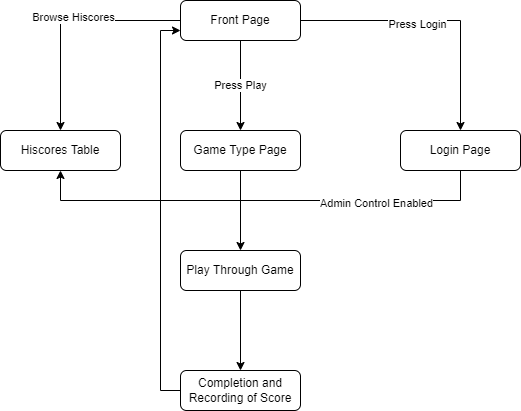 Browse Hiscores
Front Page
Press Login
Press Play
Hiscores Table
Game Type Page
Login Page
Admin Control Enabled
Play Through Game
Completion and
Recording of Score